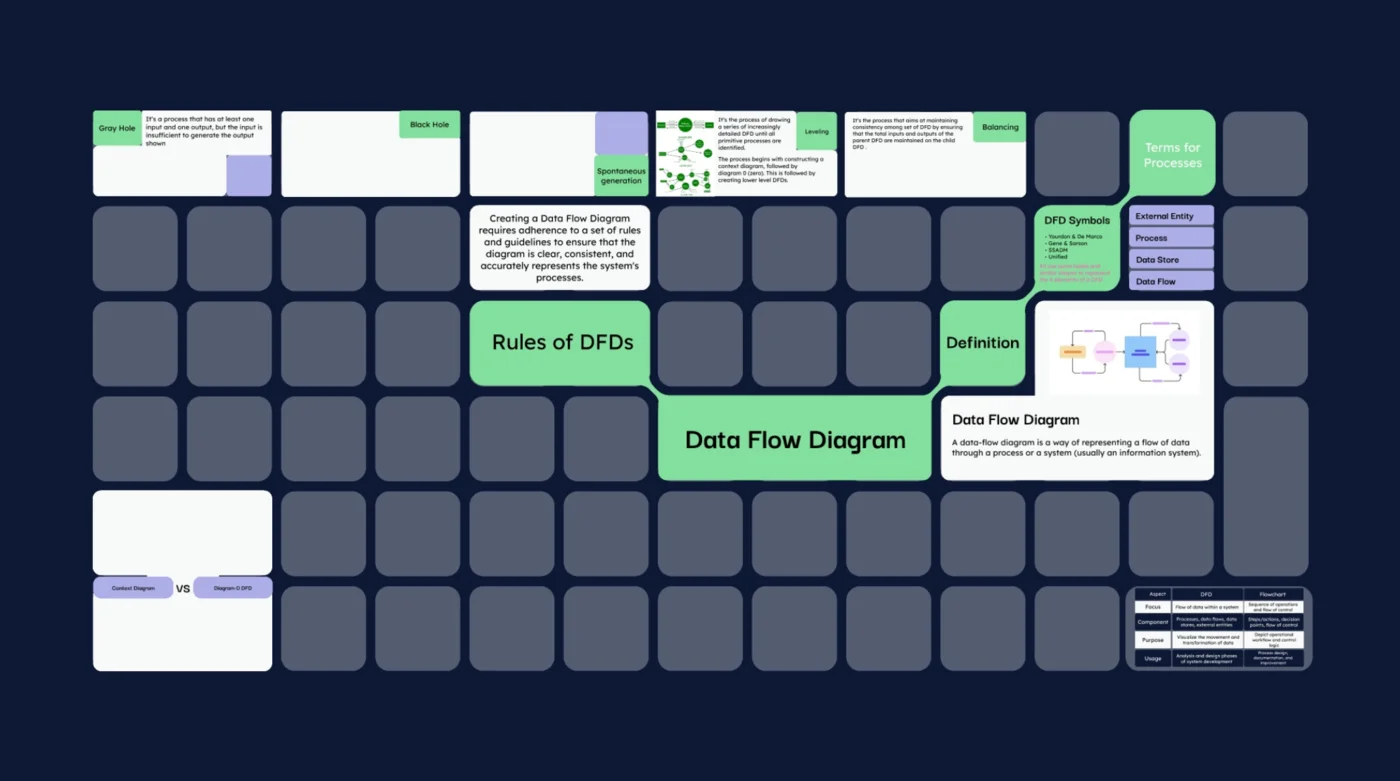 Gray Hole
It's a process that has at least one
input and one output, but the input is
insufficient to generate the output
shown
Black Hole
Spontaneous
generation
It's the process of drawing
a series of increasingly
detailed DFD until all
primitive processes are
identified.
The process begins with constructing a
context diagram, followed by
diagram 0 (zero). This is followed by
creating lower level DFDs.
Leveling
It's the process that aims at maintaining
consistency among set of DFD by ensuring
that the total inputs and outputs of the
parent DFD are maintained on the child
DFD .
Balancing
Terms for
Processes
Creating a Data Flow Diagram
requires adherence to a set of rules
and guidelines to ensure that the
diagram is clear, consistent, and
accurately represents the system's
processes.
DFD Symbols
- Yourdon & De Marco
- Gene & Sarson
- SSADM
- Unified
External Entity
Process
Data Store
Data Flow
Rules of DFDs
Definition
Data Flow Diagram
Data Flow Diagram
A data-flow diagram is a way of representing a flow of data
through a process or a system (usually an information system).
Context Diagram
VS
Diagram-0 DFD
Aspect DFD Flowchart
Focus Flow of data within a system Sequence of operations and flow of control
Component Processes, data flows, data stores, external entities Steps/actions, decision points, flow of control
Purpose Visualize the movement and transformation of data Depict operational workflow and control logic
Usage Analysis and design phases of system development Process design, documentation, and improvement